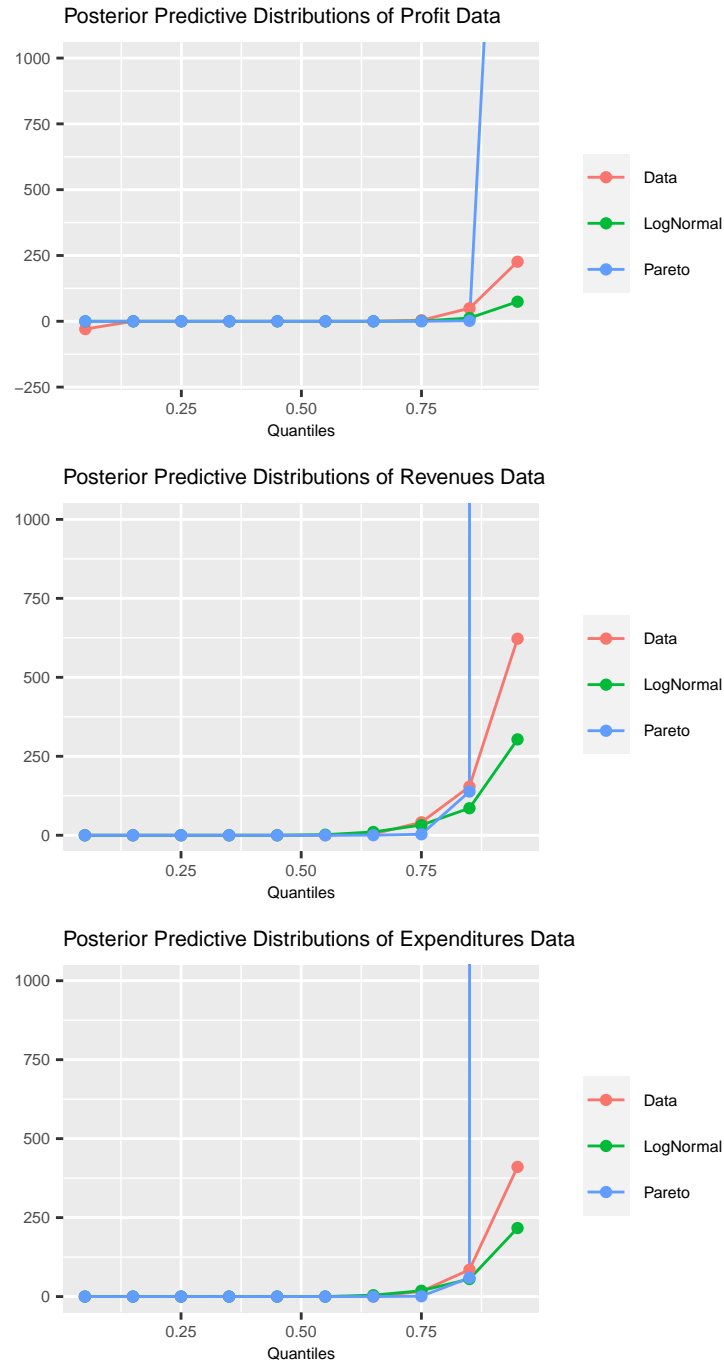 Posterior Predictive Distributions of Profit Data
1000
750
500
250
0
−250
0.25 0.50 0.75
Quantiles
Data
LogNormal
Pareto
Posterior Predictive Distributions of Revenues Data
1000
750
500
250
0
0.25 0.50 0.75
Quantiles
Data
LogNormal
Pareto
Posterior Predictive Distributions of Expenditures Data
1000
750
500
250
0
0.25 0.50 0.75
Quantiles
Data
LogNormal
Pareto